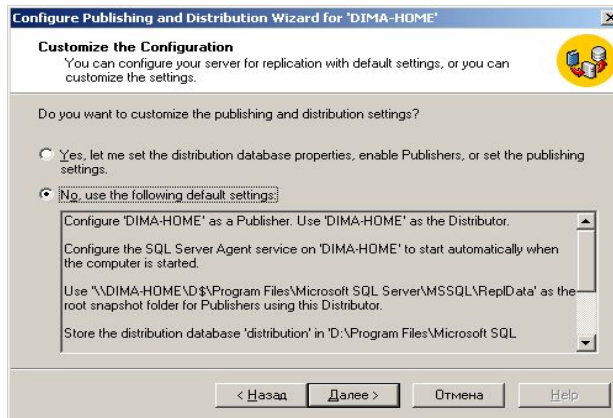 Configure Publishing and Distribution Wizard for 'DIMA-HOME'
Customize the Configuration
You can configure your server for replication with default settings, or you can
customize the settings.
Do you want to customize the publishing and distribution settings?
Yes, let me set the distribution database properties, enable Publishers, or set the publishing
settings.
No, use the following default settings:
Configure 'DIMA-HOME' as a Publisher. Use 'DIMA-HOME' as the Distributor.
Configure the SQL Server Agent service on 'DIMA-HOME' to start automatically when
the computer is started.
Use '\\DIMA-HOME\D$\Program Files\Microsoft SQL Server\MSSQL\ReplData' as the
root snapshot folder for Publishers using this Distributor.
Store the distribution database 'distribution' in 'D:\Program Files\Microsoft SQL
< Назад Далее > Отмена Help